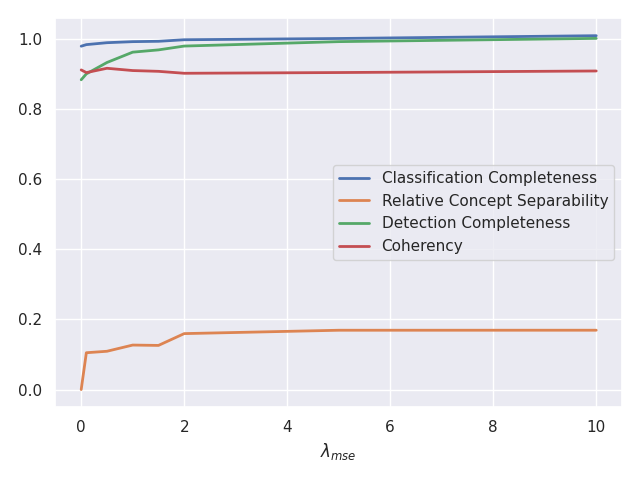 1.0
0.8
0.6
0.4
0.2
0.0
Classification Completeness
Relative Concept Separability
Detection Completeness
Coherency
0 2 4 6 8 10
λmse